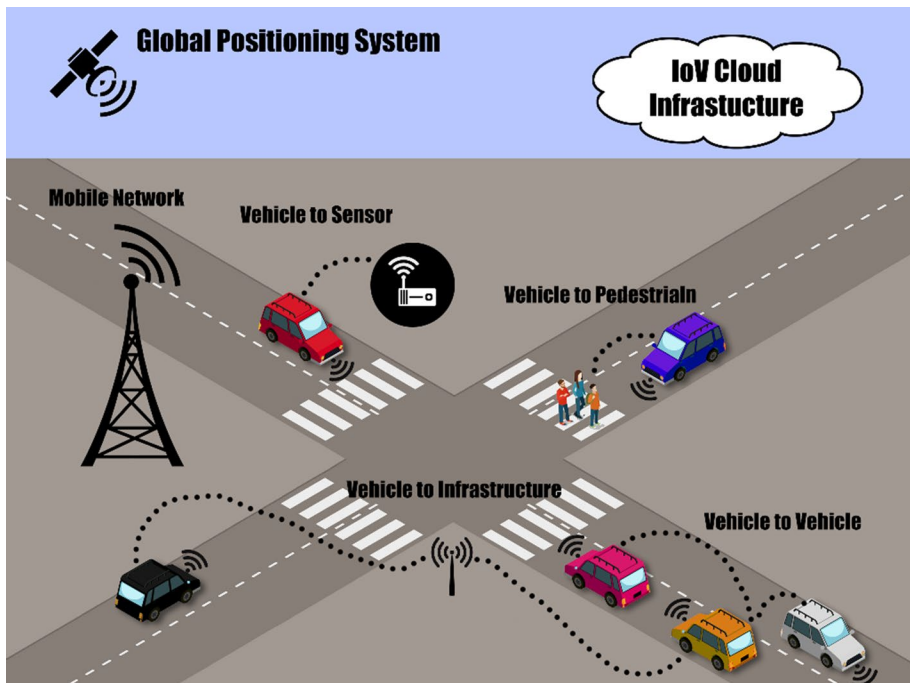 Global Positioning System
IoV Cloud
Infrastucture
Mobile Network
Vehicle to Sensor
Vehicle to Pedestrialn
Vehicle to Infrastructure
Vehicle to Vehicle